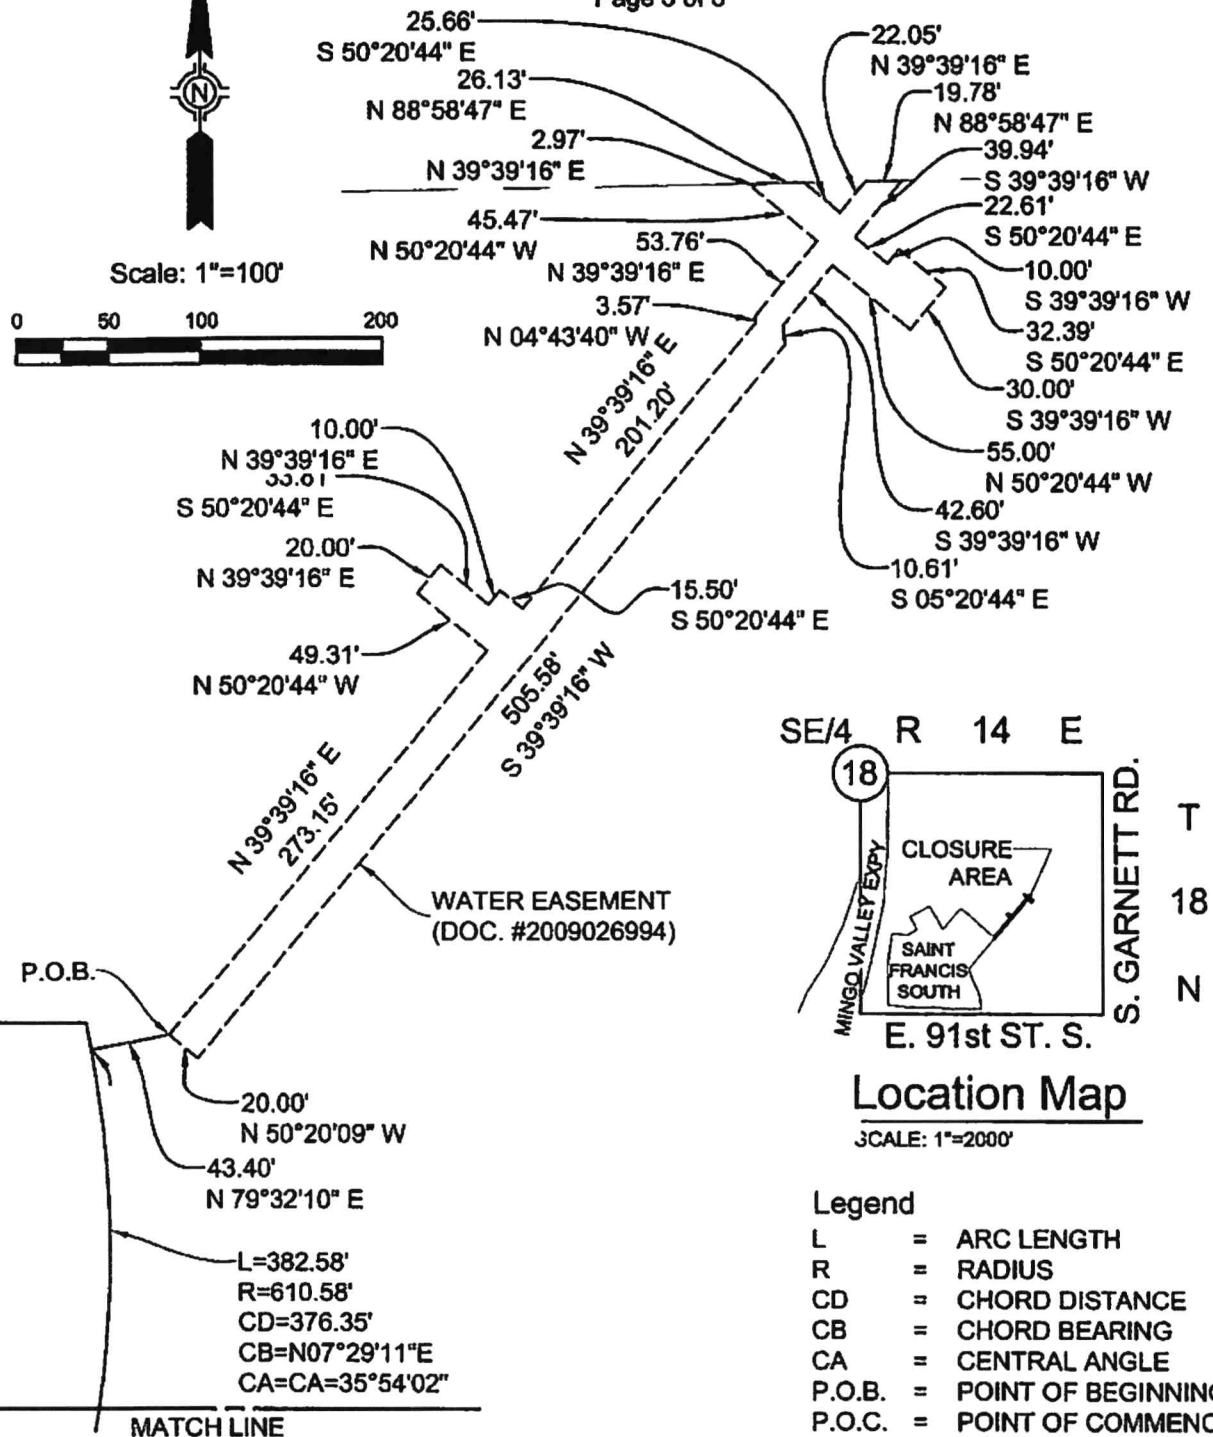 Page 3 of 3
25.66'
S 50°20'44" E
26.13'
N 88°58'47" E
2.97'
N 39°39'16" E
45.47'
N 50°20'44" W
53.76'
N 39°39'16" E
3.57'
N 04°43'40" W
22.05'
N 39°39'16" E
19.78'
N 88°58'47" E
39.94'
S 39°39'16" W
22.61'
S 50°20'44" E
10.00'
S 39°39'16" W
32.39'
S 50°20'44" E
30.00'
S 39°39'16" W
55.00'
N 50°20'44" W
42.60'
S 39°39'16" W
10.61'
S 05°20'44" E
N
Scale: 1"=100'
0 50 100 200
N 39°39'16" E
201.20'
10.00'
N 39°39'16" E
S 50°20'44" E
20.00'
N 39°39'16" E
49.31'
N 50°20'44" W
15.50'
S 50°20'44" E
505.58'
S 39°39'16" W
N 39°39'16" E
273.15'
WATER EASEMENT
(DOC. #2009026994)
P.O.B.
20.00'
N 50°20'09" W
43.40'
N 79°32'10" E
L=382.58'
R=610.58'
CD=376.35'
CB=N07°29'11"E
CA=CA=35°54'02"
MATCH LINE
SE/4 R 14 E
18
CLOSURE
AREA
SAINT
FRANCIS
SOUTH
MINGO VALLEY EXPY
S. GARNETT RD.
T
18
N
E. 91st ST. S.
Location Map
SCALE: 1"=2000'
Legend
L = ARC LENGTH
R = RADIUS
CD = CHORD DISTANCE
CB = CHORD BEARING
CA = CENTRAL ANGLE
P.O.B. = POINT OF BEGINNING
P.O.C. = POINT OF COMMENC